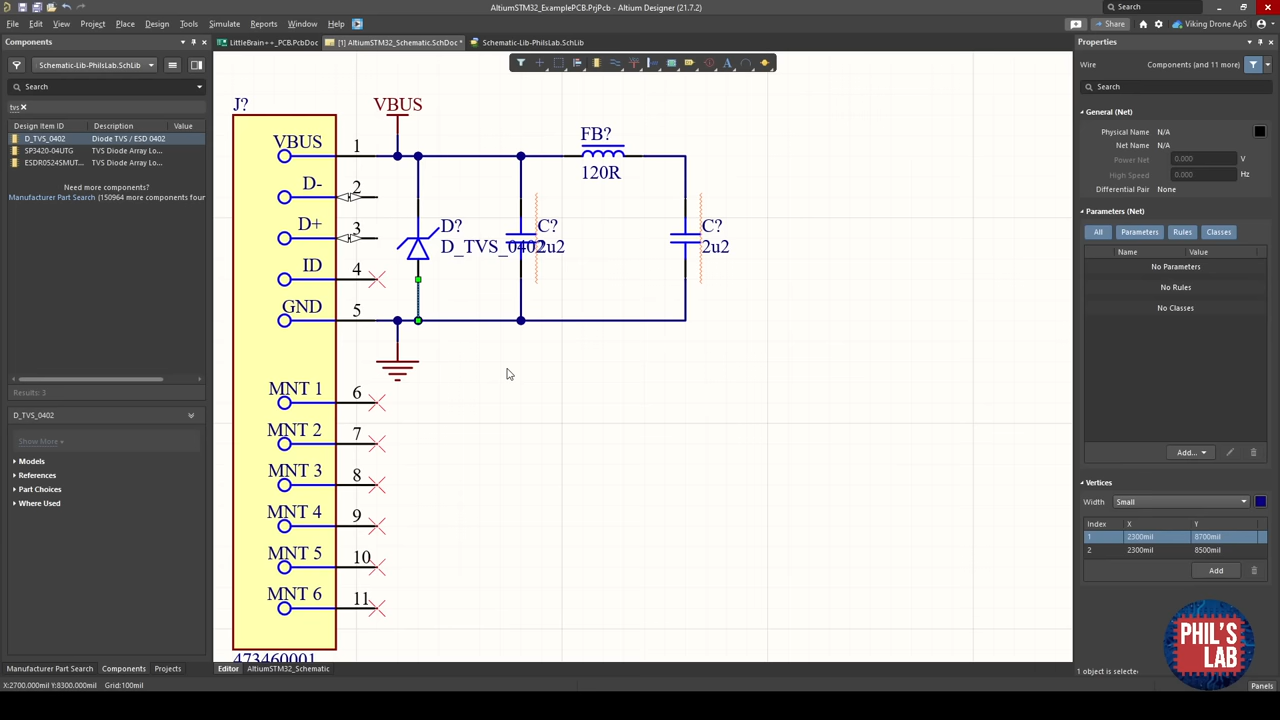 AltiumSTM32_ExamplePCB.PrjPcb - Altium Designer (21.7.2)
Search
File Edit View Project Place Design Tools Simulate Reports Window Help
Share
Viking Drone ApS
Components
LittleBrain++_PCB.PcbDoc
[1] AltiumSTM32_Schematic.SchDoc *
Schematic-Lib-PhilsLab.SchLib
Properties
Schematic-Lib-PhilsLab.SchLib
Search
tvs
Design Item ID Description Value
D_TVS_0402 Diode TVS / ESD 0402
SP3420-04UTG TVS Diode Array Lo...
ESDR0524SMUT... TVS Diode Array Lo...
Need more components?
Manufacturer Part Search (150964 more components foun
Results: 3
D_TVS_0402
Show More
Models
References
Part Choices
Where Used
Manufacturer Part Search Components Projects
X:2700.000mil Y:8300.000mil Grid:100mil
J?
VBUS
VBUS 1
D- 2
D+ 3
ID 4
GND 5
MNT 1 6
MNT 2 7
MNT 3 8
MNT 4 9
MNT 5 10
MNT 6 11
473460001
D?
D_TVS_0402
C?
2u2
FB?
120R
C?
2u2
Editor AltiumSTM32_Schematic
Wire Components (and 11 more)
Search
General (Net)
Physical Name N/A
Net Name N/A
Power Net 0.000 V
High Speed 0.000 Hz
Differential Pair None
Parameters (Net)
All Parameters Rules Classes
Name Value
No Parameters
No Rules
No Classes
Add...
Vertices
Width Small
Index X Y
1 2300mil 8700mil
2 2300mil 8500mil
Add
PHIL'S
LAB
1 object is selected
Panels